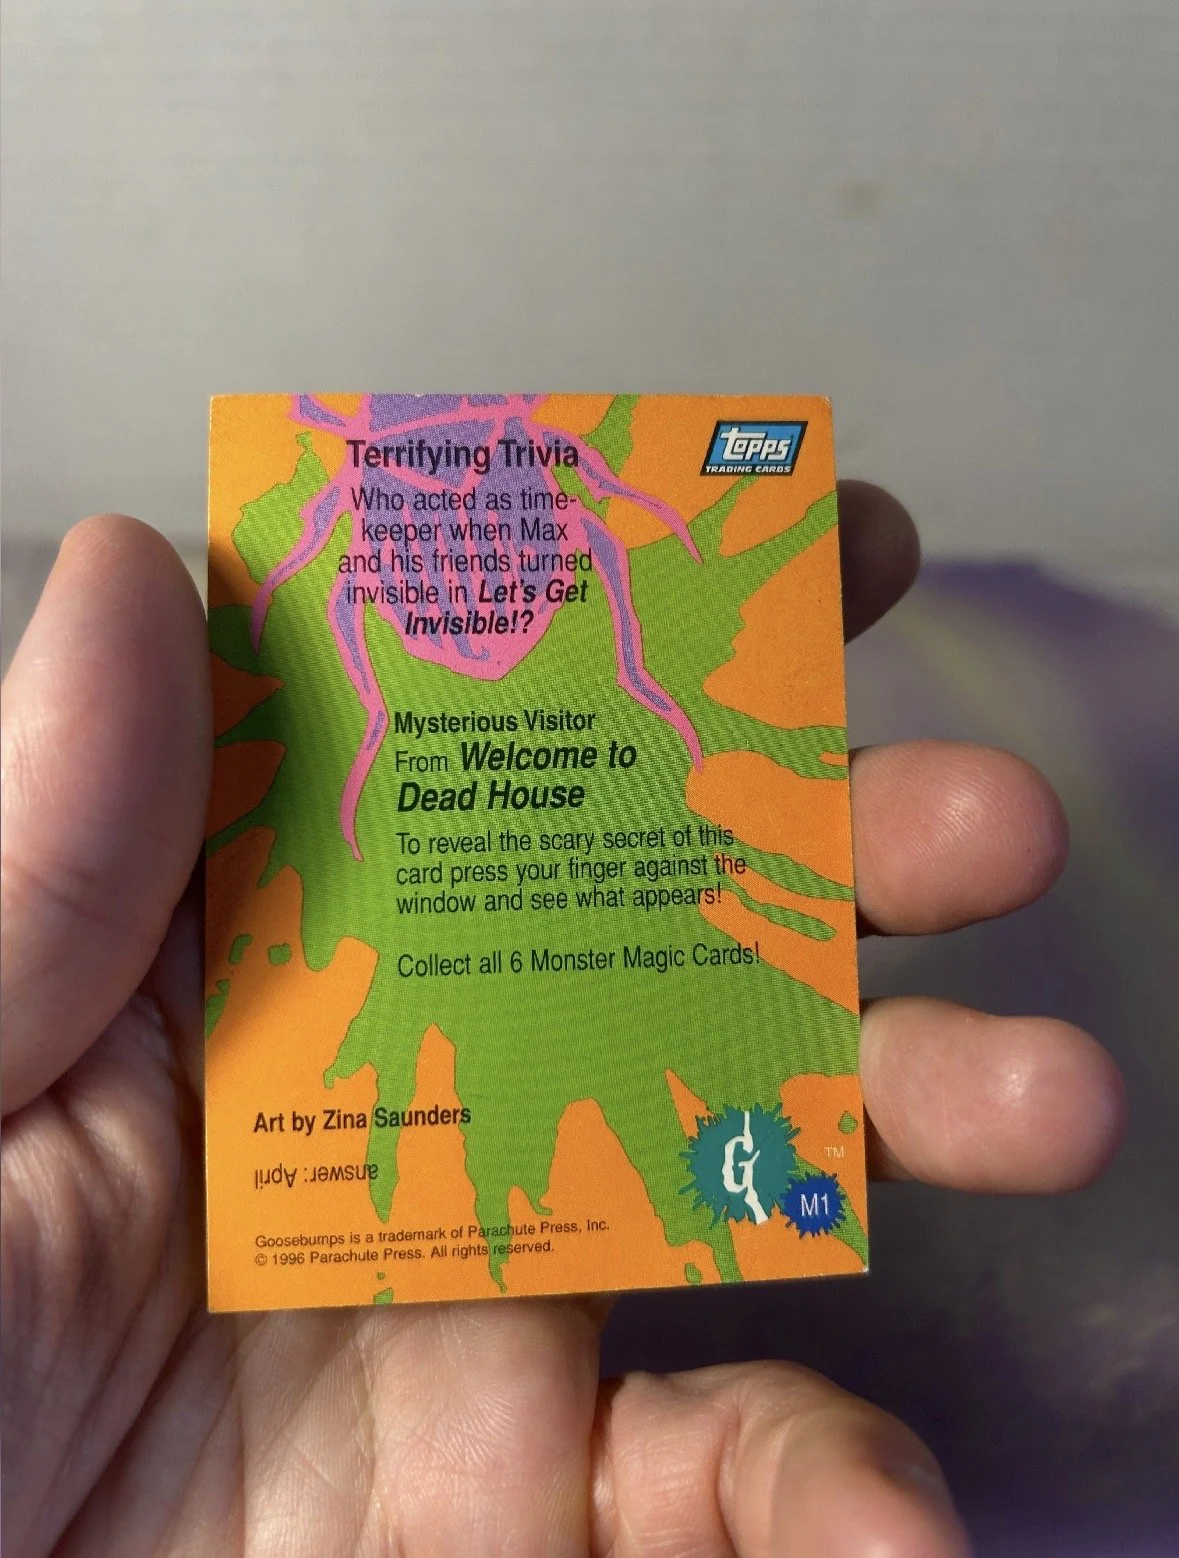 topps
TRADING CARDS
Terrifying Trivia
Who acted as time-
keeper when Max
and his friends turned
invisible in Let's Get
Invisible!?
Mysterious Visitor
From Welcome to
Dead House
To reveal the scary secret of this
card press your finger against the
window and see what appears!
Collect all 6 Monster Magic Cards!
Art by Zina Saunders
answer: April
G
TM
M1
Goosebumps is a trademark of Parachute Press, Inc.
© 1996 Parachute Press. All rights reserved.